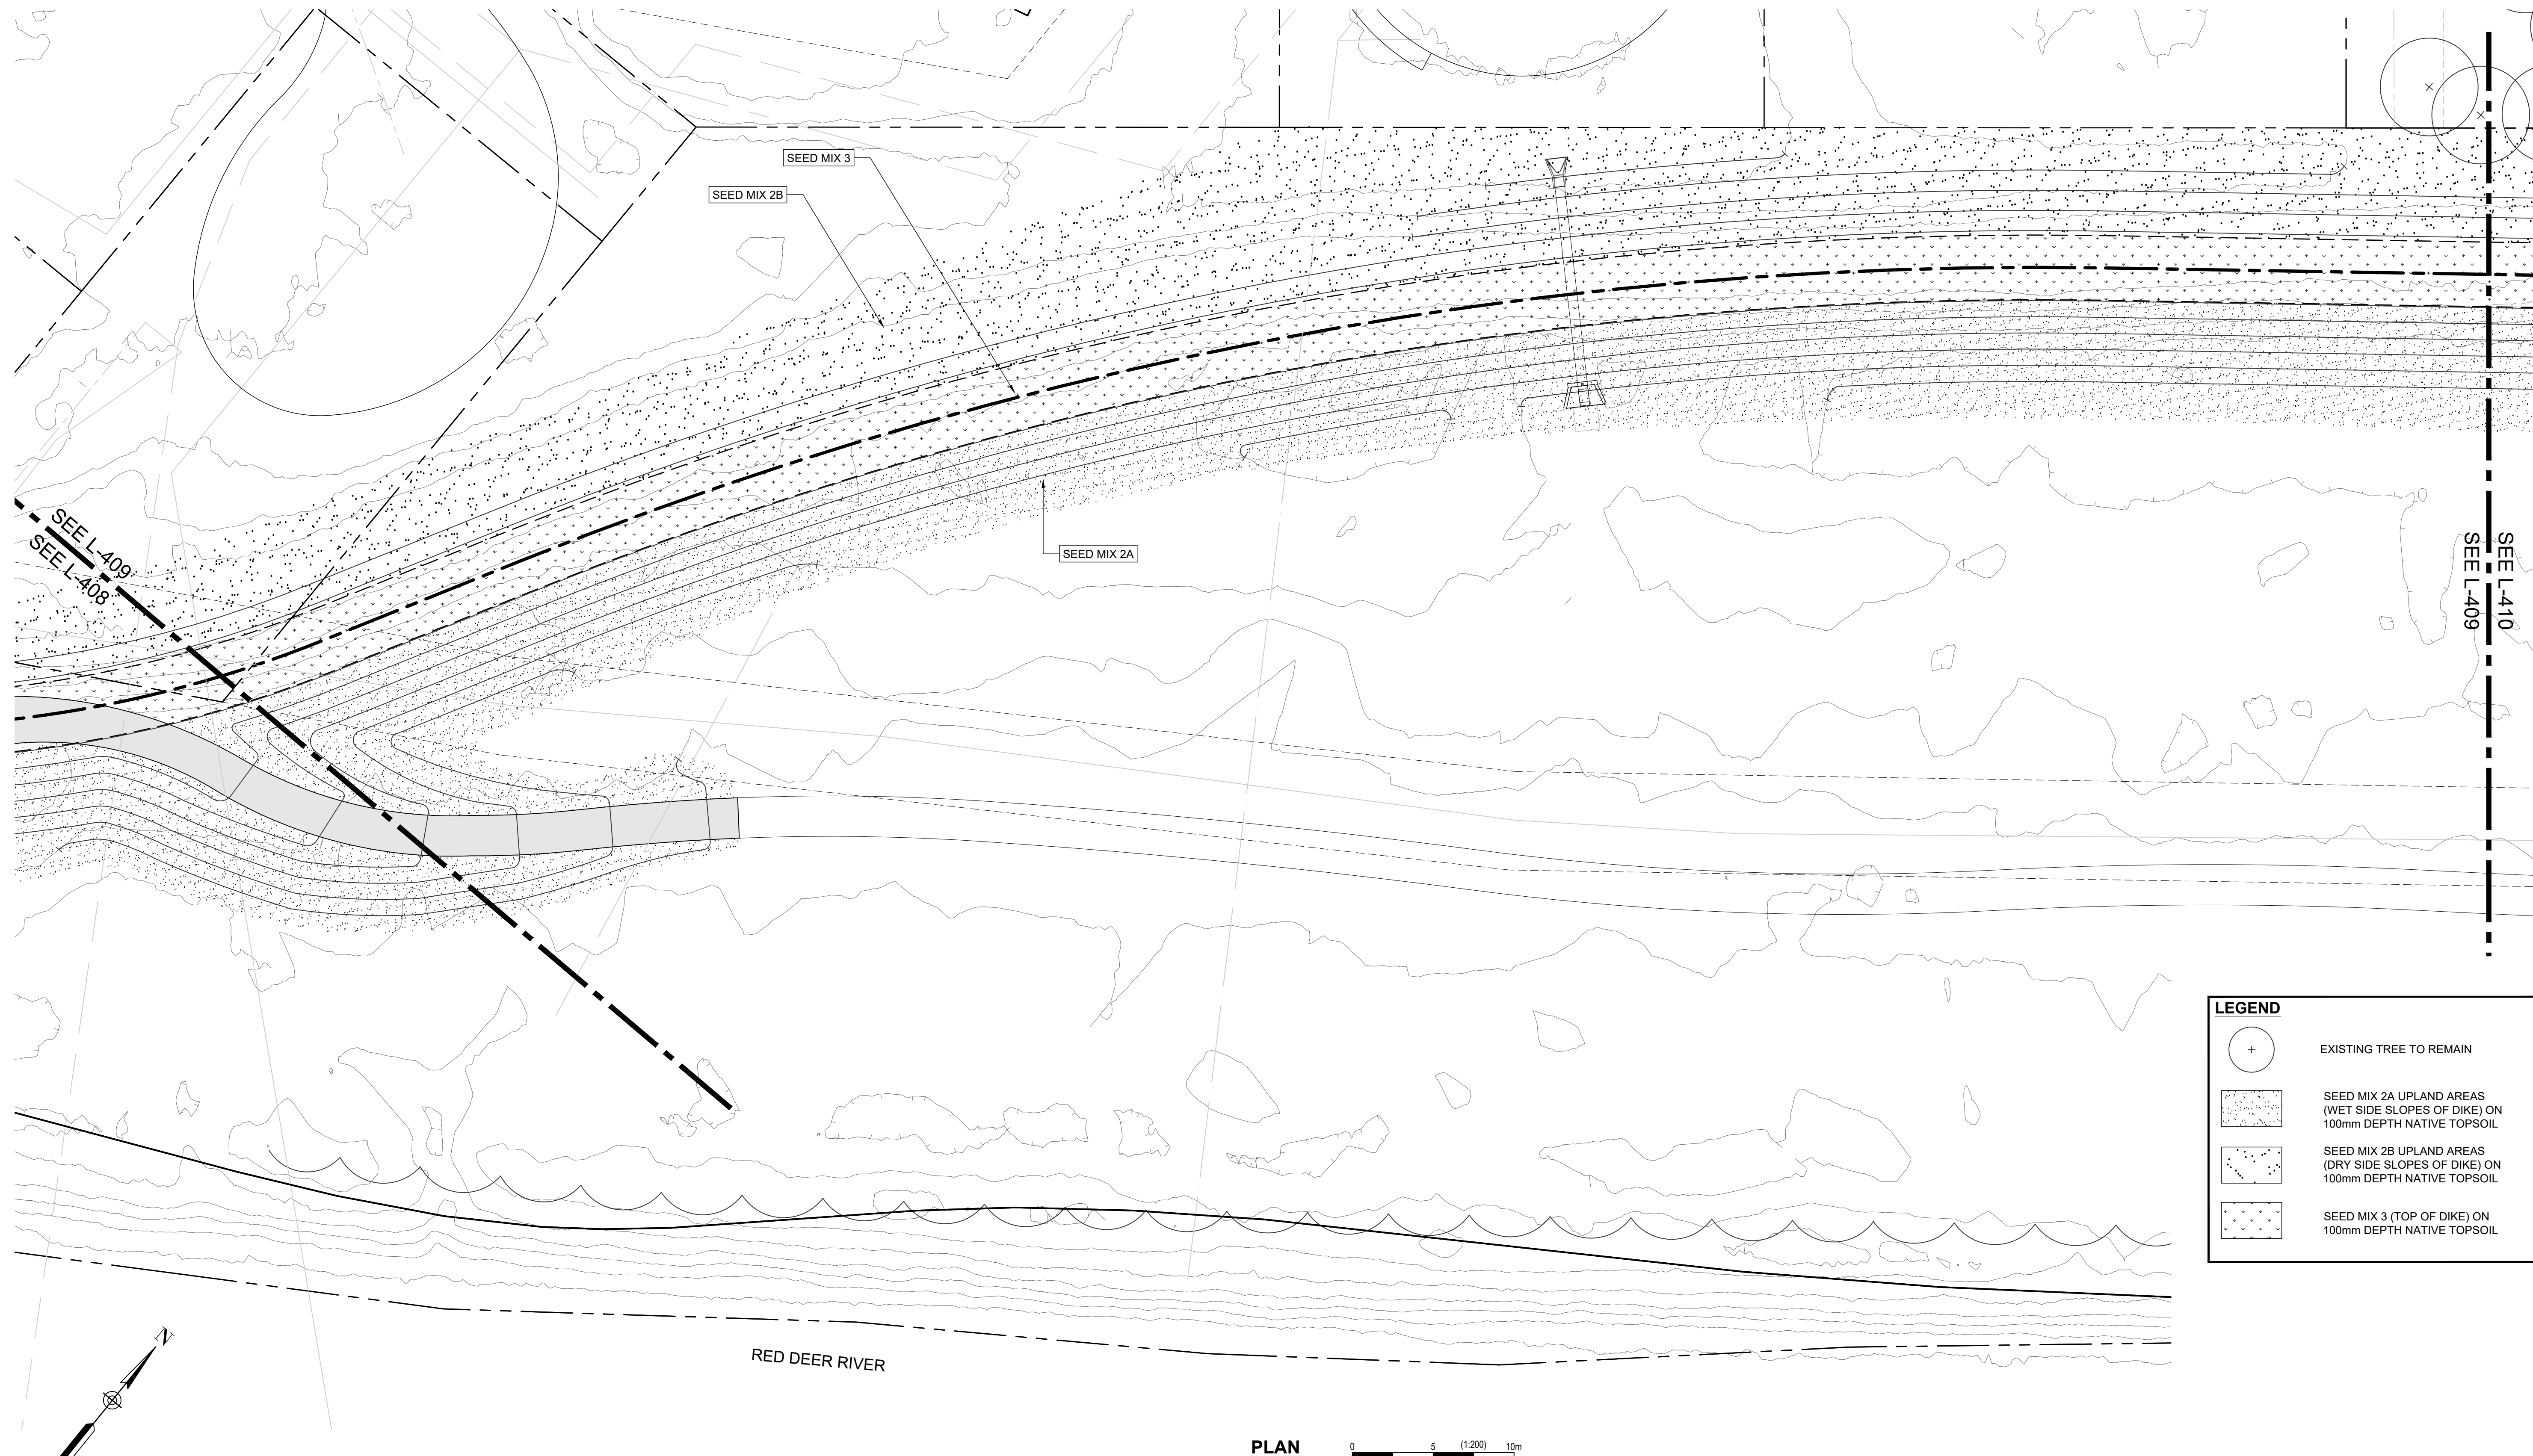 SEED MIX 3
SEED MIX 2B
SEED MIX 2A
SEE L-409
SEE L-408
SEE L-410
SEE L-409
LEGEND
EXISTING TREE TO REMAIN
SEED MIX 2A UPLAND AREAS
(WET SIDE SLOPES OF DIKE) ON
100mm DEPTH NATIVE TOPSOIL
SEED MIX 2B UPLAND AREAS
(DRY SIDE SLOPES OF DIKE) ON
100mm DEPTH NATIVE TOPSOIL
SEED MIX 3 (TOP OF DIKE) ON
100mm DEPTH NATIVE TOPSOIL
N
RED DEER RIVER
PLAN
0 5 (1:200) 10m